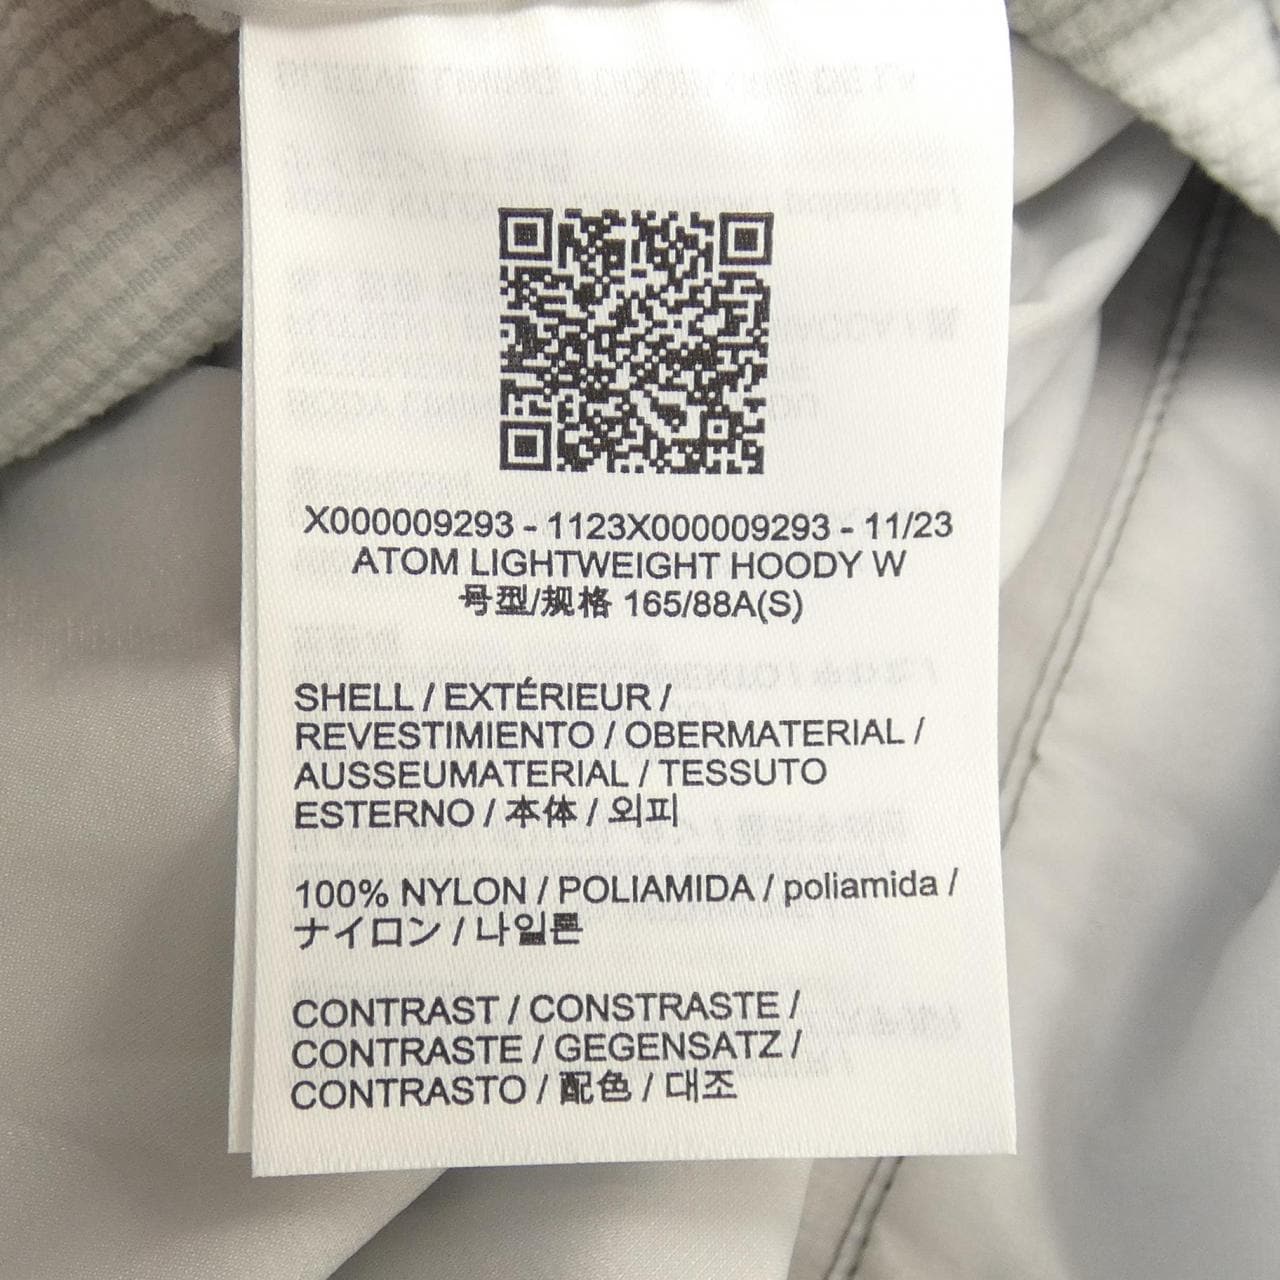 X000009293 - 1123X000009293 - 11/23
ATOM LIGHTWEIGHT HOODY W
号型/规格 165/88A(S)
SHELL / EXTÉRIEUR /
REVESTIMIENTO / OBERMATERIAL /
AUSSEUMATERIAL / TESSUTO
ESTERNO / 本体 / 외피
100% NYLON / POLIAMIDA / poliamida /
ナイロン / 나일론
CONTRAST / CONSTRASTE /
CONTRASTE / GEGENSATZ /
CONTRASTO / 配色 / 대조